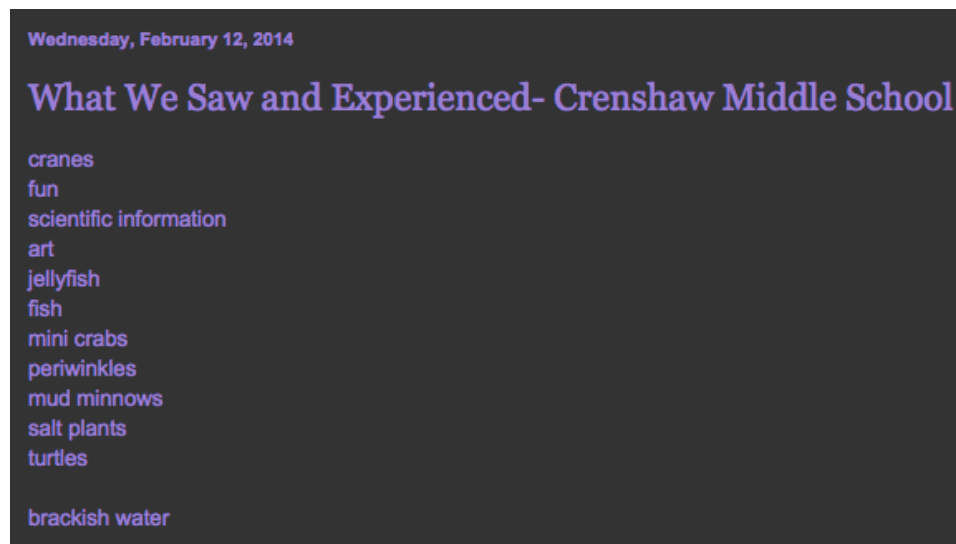 Wednesday, February 12, 2014
What We Saw and Experienced- Crenshaw Middle School
cranes
fun
scientific information
art
jellyfish
fish
mini crabs
periwinkles
mud minnows
salt plants
turtles
brackish water